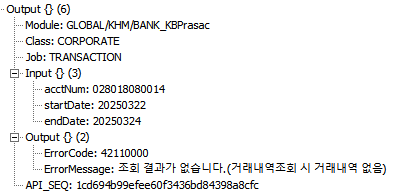 Output {} (6)
Module: GLOBAL/KHM/BANK_KBPrasac
Class: CORPORATE
Job: TRANSACTION
Input {} (3)
acctNum: 028018080014
startDate: 20250322
endDate: 20250324
Output {} (2)
ErrorCode: 42110000
ErrorMessage: 조회 결과가 없습니다.(거래내역조회 시 거래내역 없음)
API_SEQ: 1cd694b99efee60f3436bd84398a8cfc